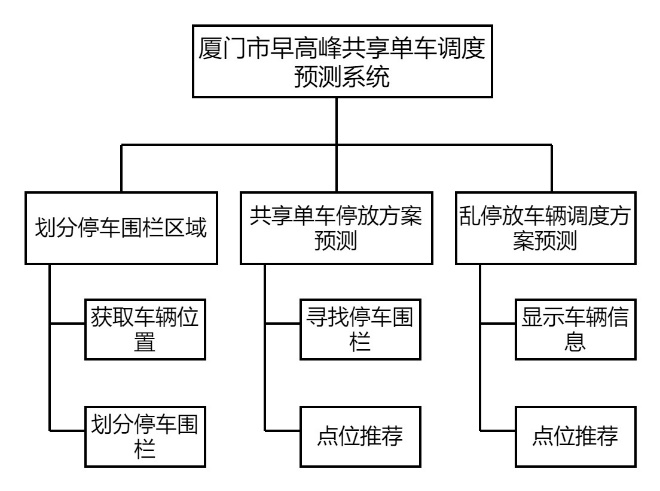 厦门市早高峰共享单车调度
预测系统
划分停车围栏区域
共享单车停放方案
预测
乱停放车辆调度方
案预测
获取车辆位
置
寻找停车围
栏
显示车辆信
息
划分停车围
栏
点位推荐
点位推荐